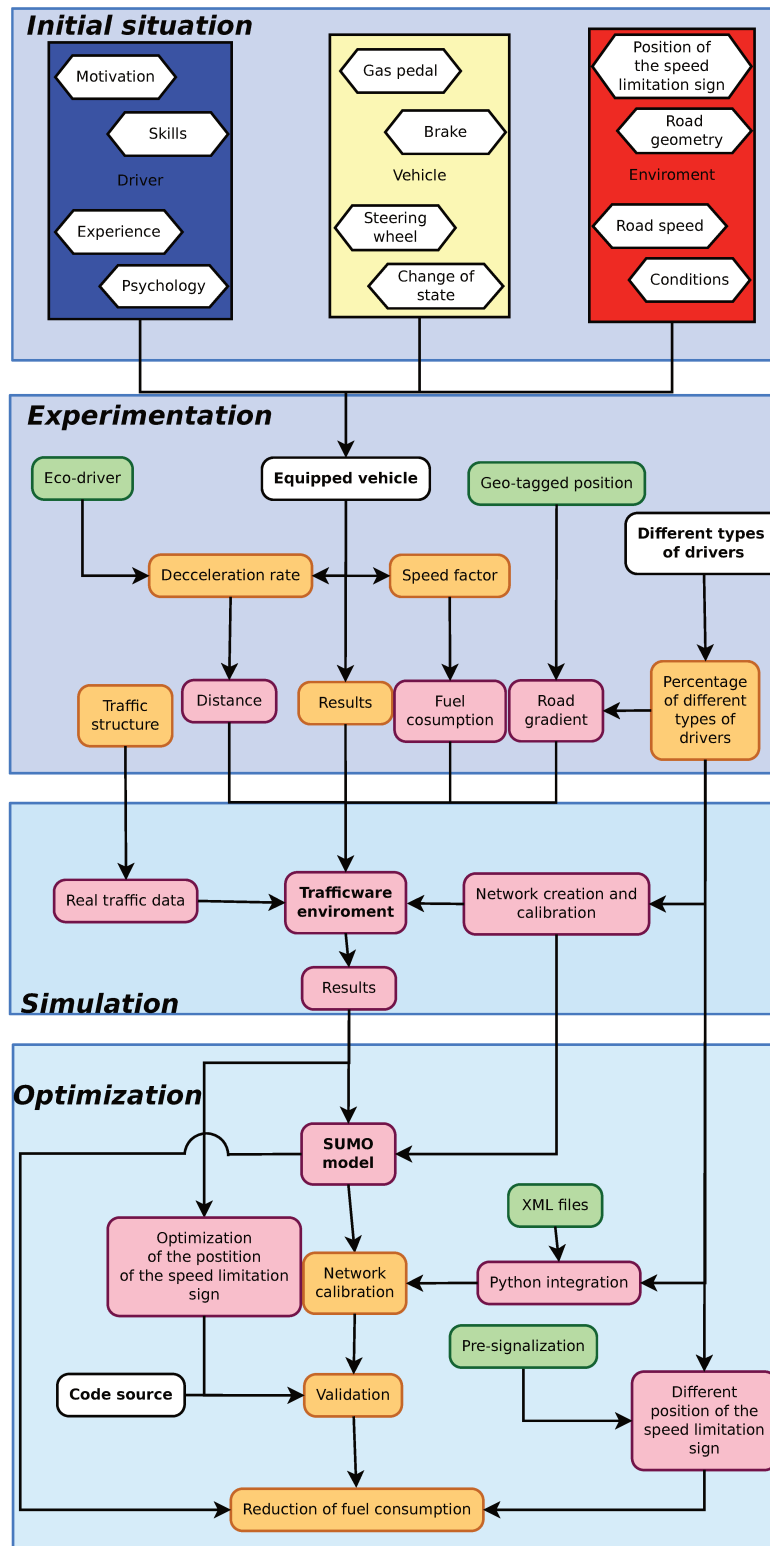 Initial situation
Motivation
Skills
Driver
Experience
Psychology
Gas pedal
Brake
Vehicle
Steering
wheel
Change of
state
Position of
the speed
limitation sign
Road
geometry
Enviroment
Road speed
Conditions
Experimentation
Eco-driver
Equipped vehicle
Geo-tagged position
Different types
of drivers
Decceleration rate
Speed factor
Traffic
structure
Distance
Results
Fuel
cosumption
Road
gradient
Percentage
of different
types of
drivers
Real traffic data
Trafficware
enviroment
Network creation and
calibration
Results
Simulation
Optimization
SUMO
model
XML files
Optimization
of the postition
of the speed limitation
sign
Network
calibration
Python integration
Pre-signalization
Code source
Validation
Different
position of the
speed limitation
sign
Reduction of fuel consumption